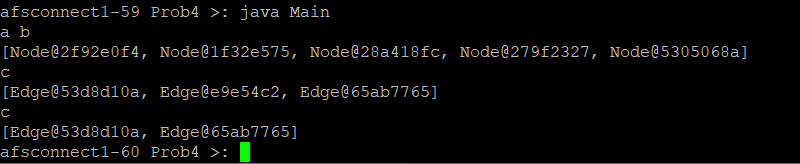 afsconnect1-59 Prob4 >: java Main
a b
[Node@2f92e0f4, Node@1f32e575, Node@28a418fc, Node@279f2327, Node@5305068a]
c
[Edge@53d8d10a, Edge@e9e54c2, Edge@65ab7765]
c
[Edge@53d8d10a, Edge@65ab7765]
afsconnect1-60 Prob4 >: